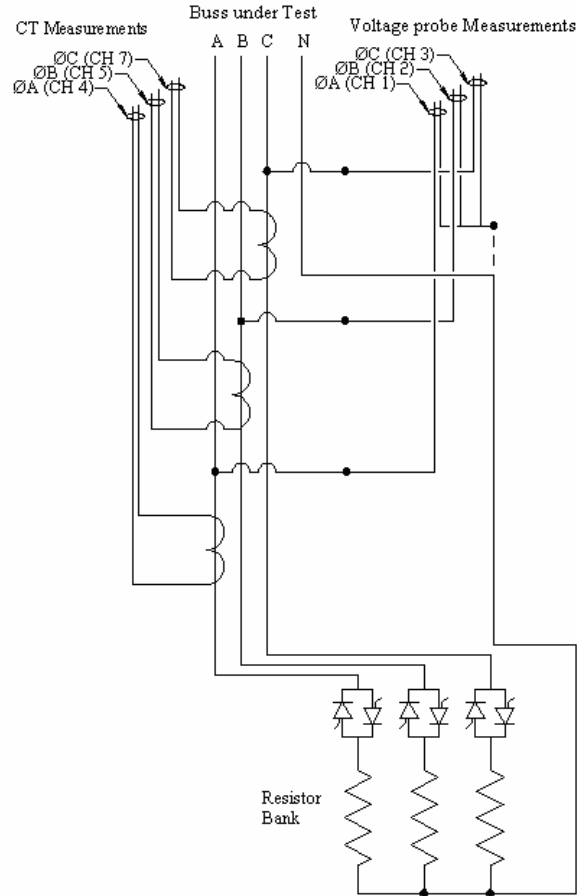 Buss under Test
CT Measurements
Voltage probe Measurements
A B C N
ØC (CH 7)
ØB (CH 5)
ØA (CH 4)
ØC (CH 3)
ØB (CH 2)
ØA (CH 1)
Resistor
Bank